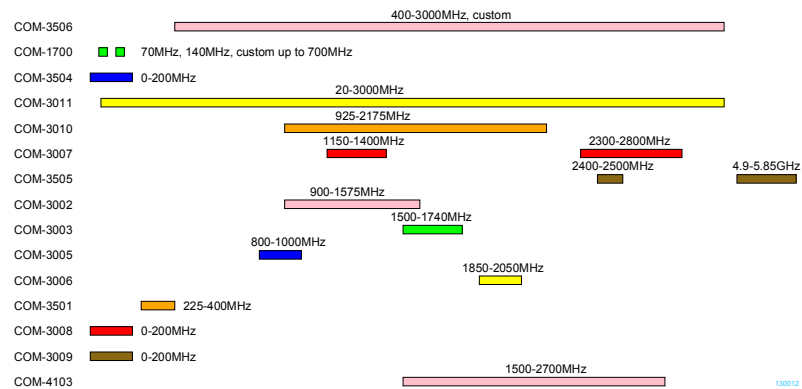 COM-3506 400-3000MHz, custom
COM-1700 70MHz, 140MHz, custom up to 700MHz
COM-3504 0-200MHz
COM-3011 20-3000MHz
COM-3010 925-2175MHz
COM-3007 1150-1400MHz 2300-2800MHz
COM-3505 2400-2500MHz 4.9-5.85GHz
COM-3002 900-1575MHz
COM-3003 1500-1740MHz
COM-3005 800-1000MHz
COM-3006 1850-2050MHz
COM-3501 225-400MHz
COM-3008 0-200MHz
COM-3009 0-200MHz
COM-4103 1500-2700MHz
130012